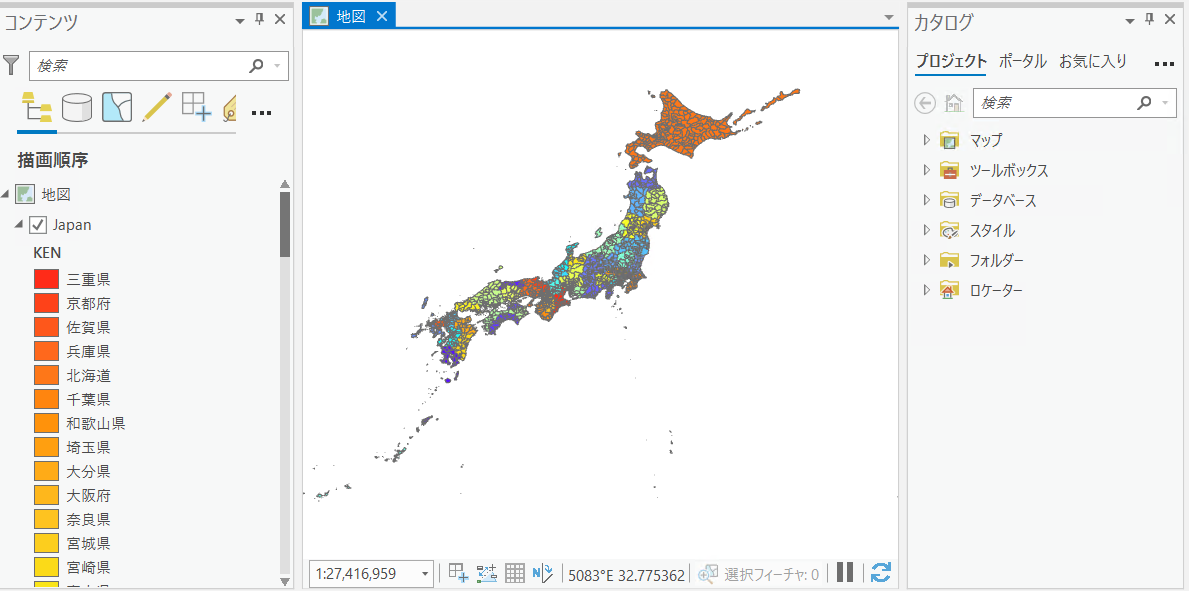 コンテンツ
検索
描画順序
地図
Japan
KEN
三重県
京都府
佐賀県
兵庫県
北海道
千葉県
和歌山県
埼玉県
大分県
大阪府
奈良県
宮城県
宮崎県
地図
1:27,416,959
5083°E 32.775362
選択フィーチャ: 0
カタログ
プロジェクト ポータル お気に入り
検索
マップ
ツールボックス
データベース
スタイル
フォルダー
ロケーター